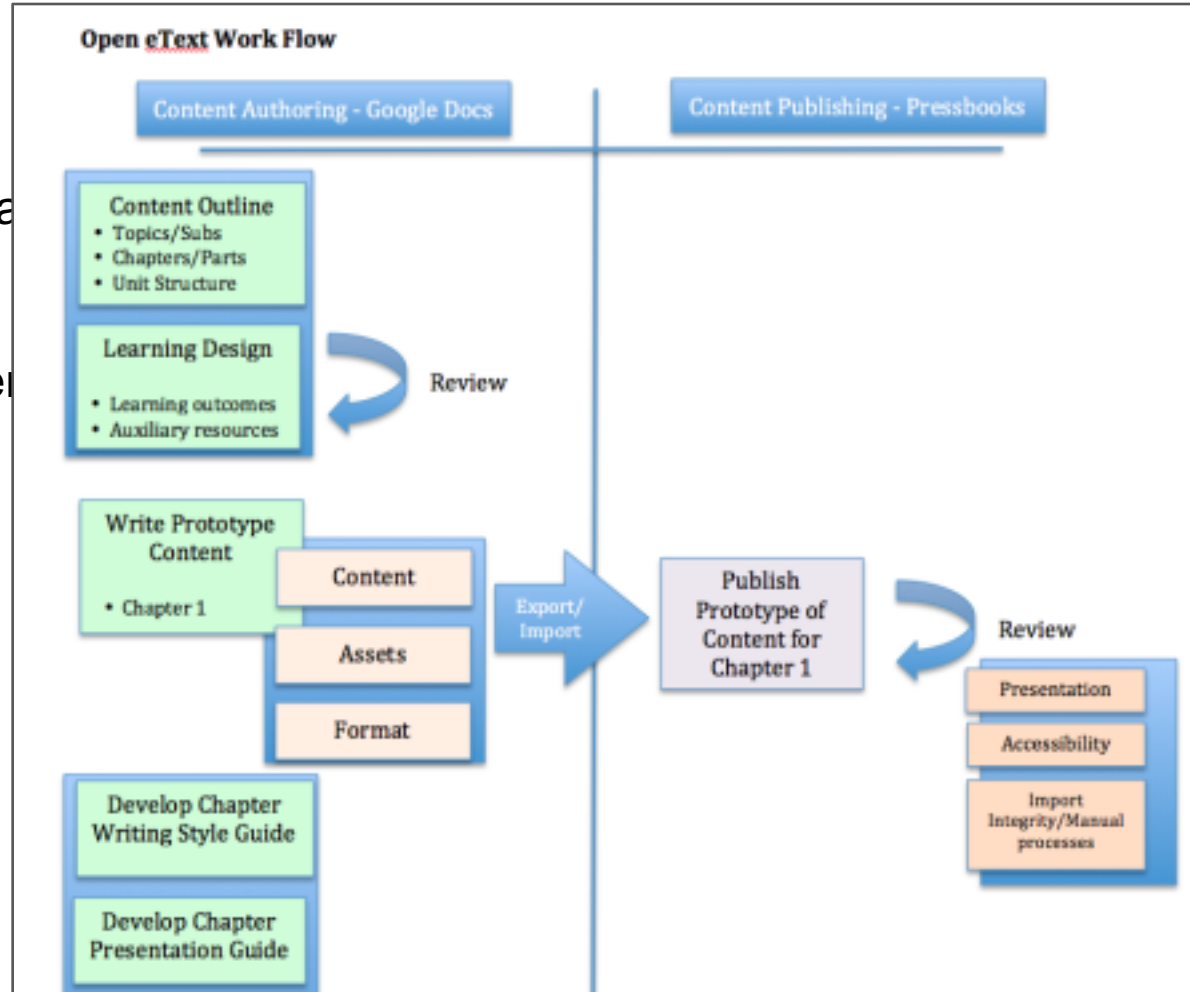 Open eText Work Flow
Content Authoring - Google Docs
Content Publishing - Pressbooks
Content Outline
• Topics/Subs
• Chapters/Parts
• Unit Structure
Learning Design
• Learning outcomes
• Auxiliary resources
Review
Write Prototype
Content
• Chapter 1
Content
Assets
Format
Export/
Import
Publish
Prototype of
Content for
Chapter 1
Review
Presentation
Accessibility
Import
Integrity/Manual
processes
Develop Chapter
Writing Style Guide
Develop Chapter
Presentation Guide